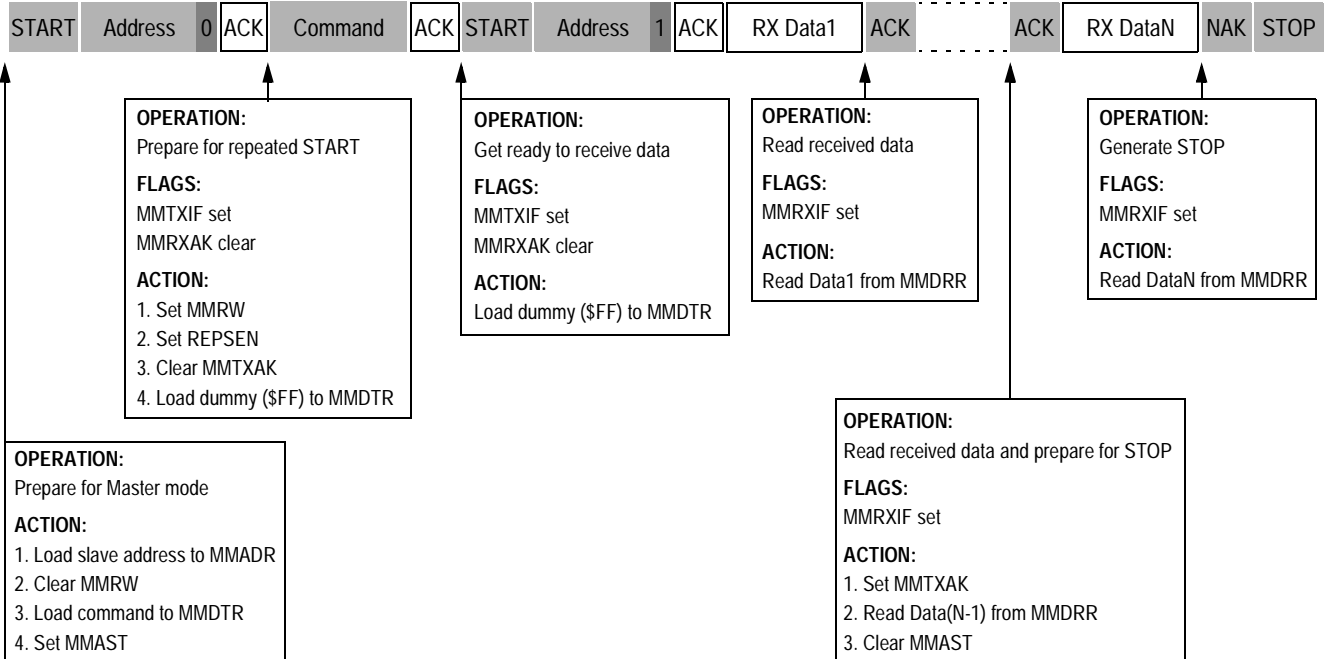 START Address 0 ACK Command ACK START Address 1 ACK RX Data1 ACK ACK RX DataN NAK STOP
OPERATION:
Prepare for repeated START
FLAGS:
MMTXIF set
MMRXAK clear
ACTION:
1. Set MMRW
2. Set REPSEN
3. Clear MMTXAK
4. Load dummy ($FF) to MMDTR
OPERATION:
Get ready to receive data
FLAGS:
MMTXIF set
MMRXAK clear
ACTION:
Load dummy ($FF) to MMDTR
OPERATION:
Read received data
FLAGS:
MMRXIF set
ACTION:
Read Data1 from MMDRR
OPERATION:
Generate STOP
FLAGS:
MMRXIF set
ACTION:
Read DataN from MMDRR
OPERATION:
Prepare for Master mode
ACTION:
1. Load slave address to MMADR
2. Clear MMRW
3. Load command to MMDTR
4. Set MMAST
OPERATION:
Read received data and prepare for STOP
FLAGS:
MMRXIF set
ACTION:
1. Set MMTXAK
2. Read Data(N-1) from MMDRR
3. Clear MMAST